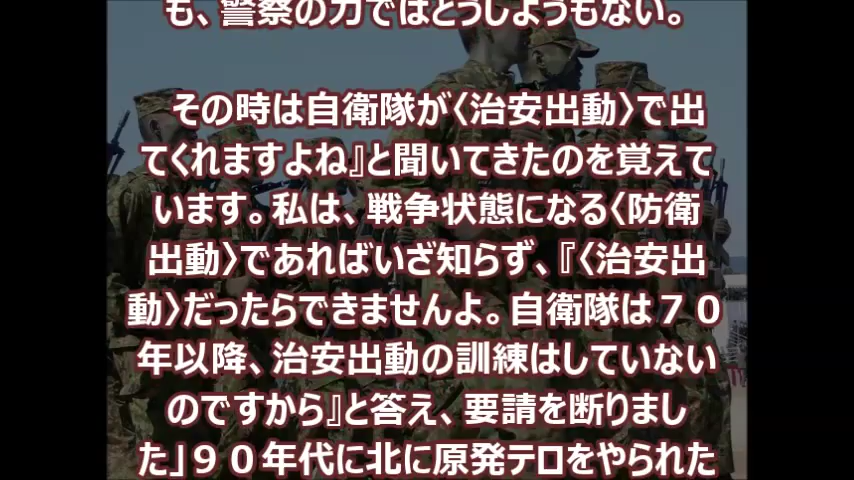 も、警察の力ではどうしようもない。
その時は自衛隊が〈治安出動〉で出
てくれますよね』と聞いてきたのを覚えて
います。私は、戦争状態になる〈防衛
出動〉であればいざ知らず、『〈治安出
動〉だったらできませんよ。自衛隊は７０
年以降、治安出動の訓練はしていない
のですから』と答え、要請を断りまし
た」９０年代に北に原発テロをやられた